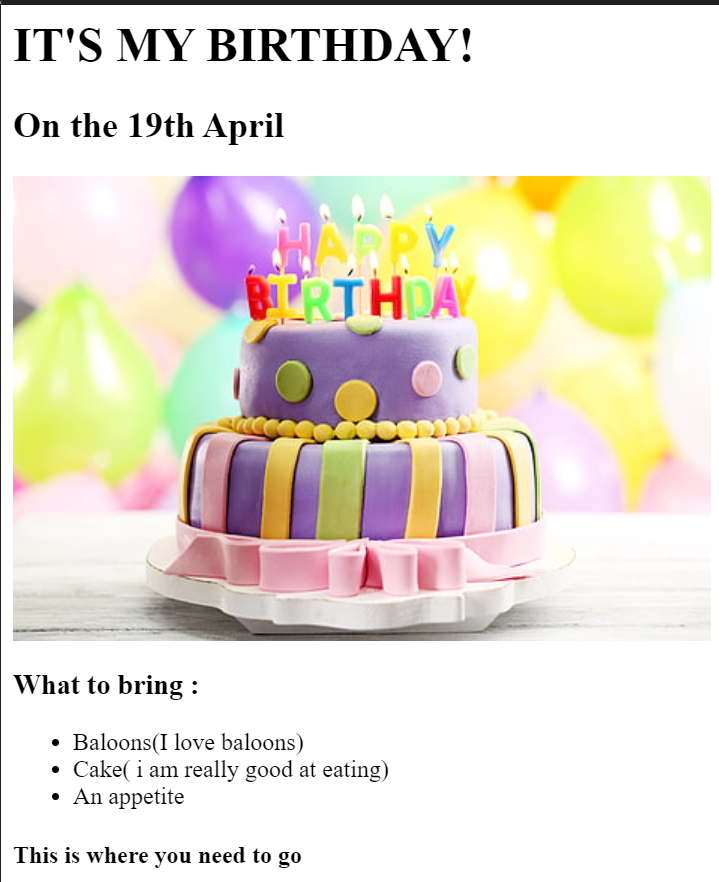 IT'S MY BIRTHDAY!
On the 19th April
HAPPY
BIRTHDAY
What to bring :
Baloons(I love baloons)
Cake( i am really good at eating)
An appetite
This is where you need to go